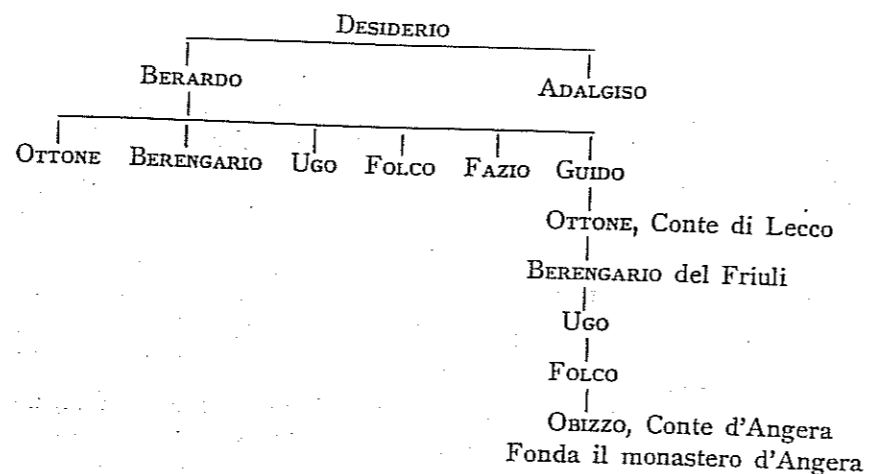 DESIDERIO
BERARDO ADALGISO
OTTONE BERENGARIO UGO FOLCO FAZIO GUIDO
OTTONE, Conte di Lecco
BERENGARIO del Friuli
UGO
FOLCO
OBIZZO, Conte d'Angera
Fonda il monastero d'Angera